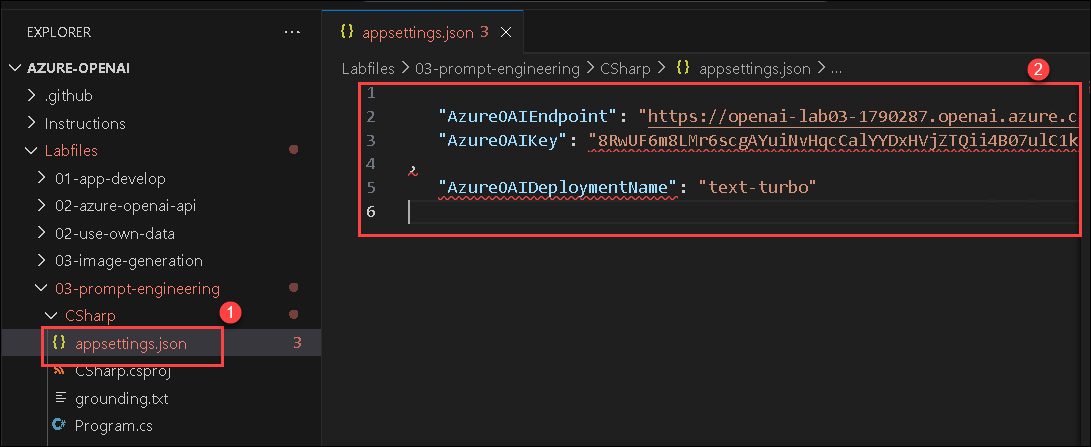 EXPLORER
AZURE-OPENAI
.github
Instructions
Labfiles
01-app-develop
02-azure-openai-api
02-use-own-data
03-image-generation
03-prompt-engineering
CSharp
1
appsettings.json 3
CSharp.csproj
grounding.txt
C# Program.cs
{} appsettings.json 3
Labfiles > 03-prompt-engineering > CSharp > {} appsettings.json > ...
2
1
2 "AzureOAIEndpoint": "https://openai-lab03-1790287.openai.azure.c
3 "AzureOAIKey": "8RwUF6m8LMr6scgAYuiNvHqcCalYYDxHVjZTQii4B07ulC1k
4 ,
5 "AzureOAIDeploymentName": "text-turbo"
6